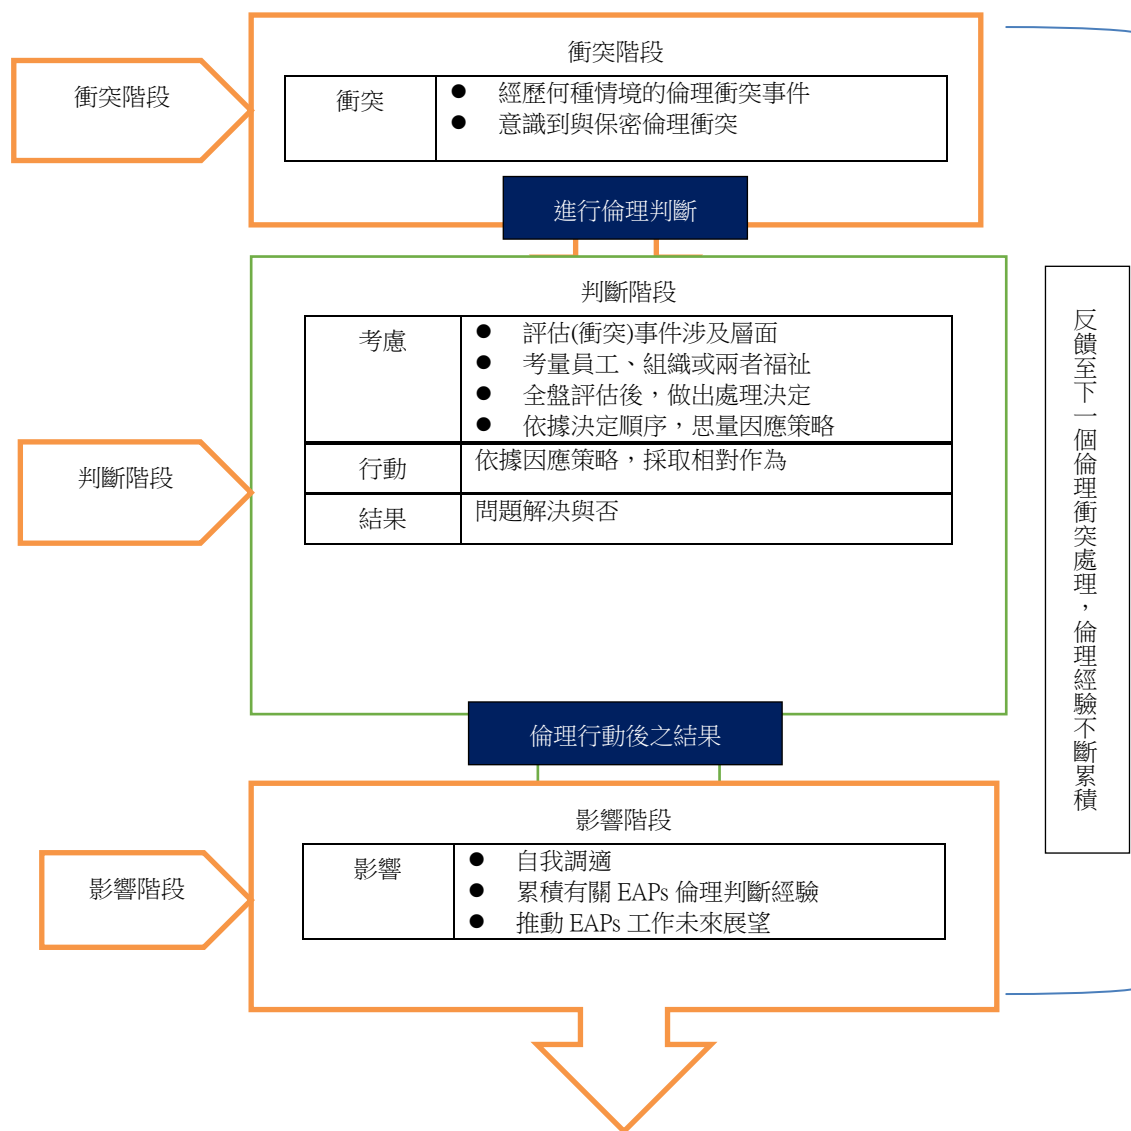 衝突階段
衝突階段
衝突
經歷何種情境的倫理衝突事件
意識到與保密倫理衝突
進行倫理判斷
判斷階段
判斷階段
考慮
評估(衝突)事件涉及層面
考量員工、組織或兩者福祉
全盤評估後，做出處理決定
依據決定順序，思量因應策略
行動
依據因應策略，採取相對作為
結果
問題解決與否
倫理行動後之結果
影響階段
影響階段
影響
自我調適
累積有關 EAPs 倫理判斷經驗
推動 EAPs 工作未來展望
反饋至下一個倫理衝突處理，倫理經驗不斷累積